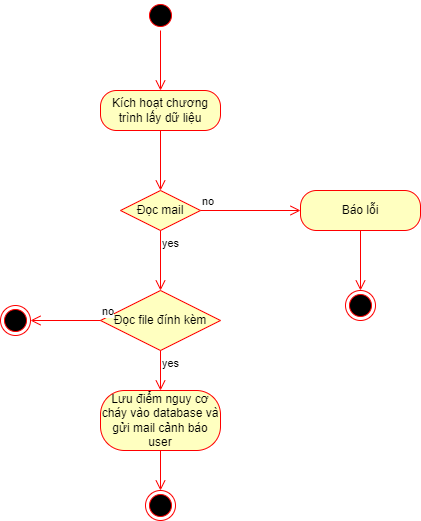 Kích hoạt chương
trình lấy dữ liệu
Đọc mail
no
Báo lỗi
yes
no
Đọc file đính kèm
yes
Lưu điểm nguy cơ
cháy vào database và
gửi mail cảnh báo
user